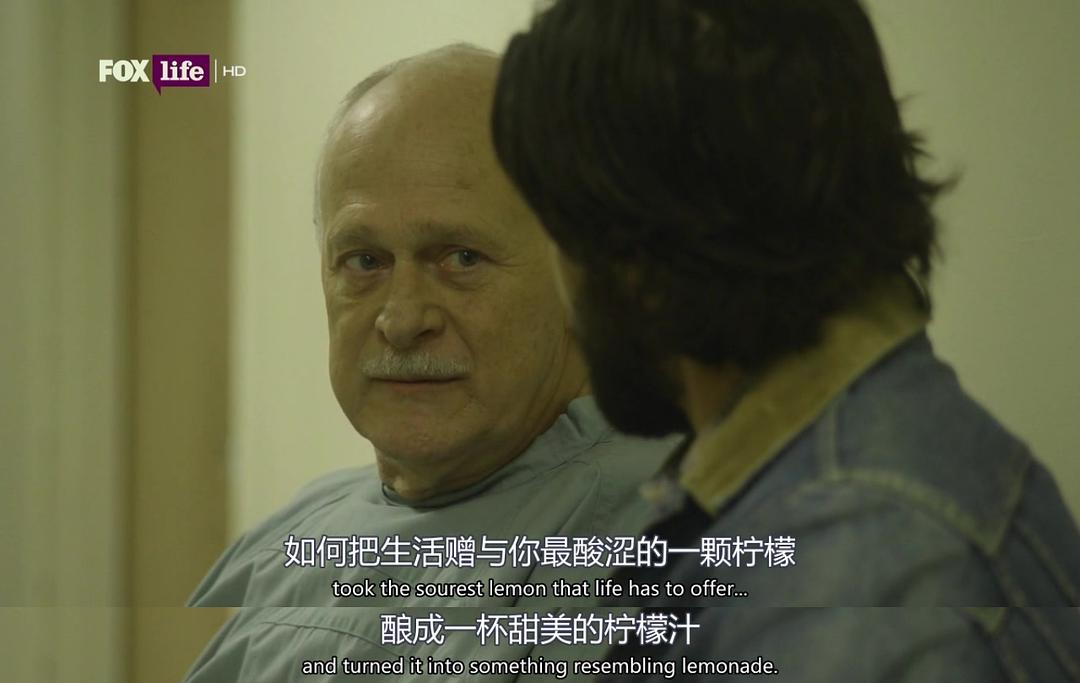 FOX life HD
如何把生活赠与你最酸涩的一颗柠檬
took the sourest lemon that life has to offer...
酿成一杯甜美的柠檬汁
and turned it into something resembling lemonade.